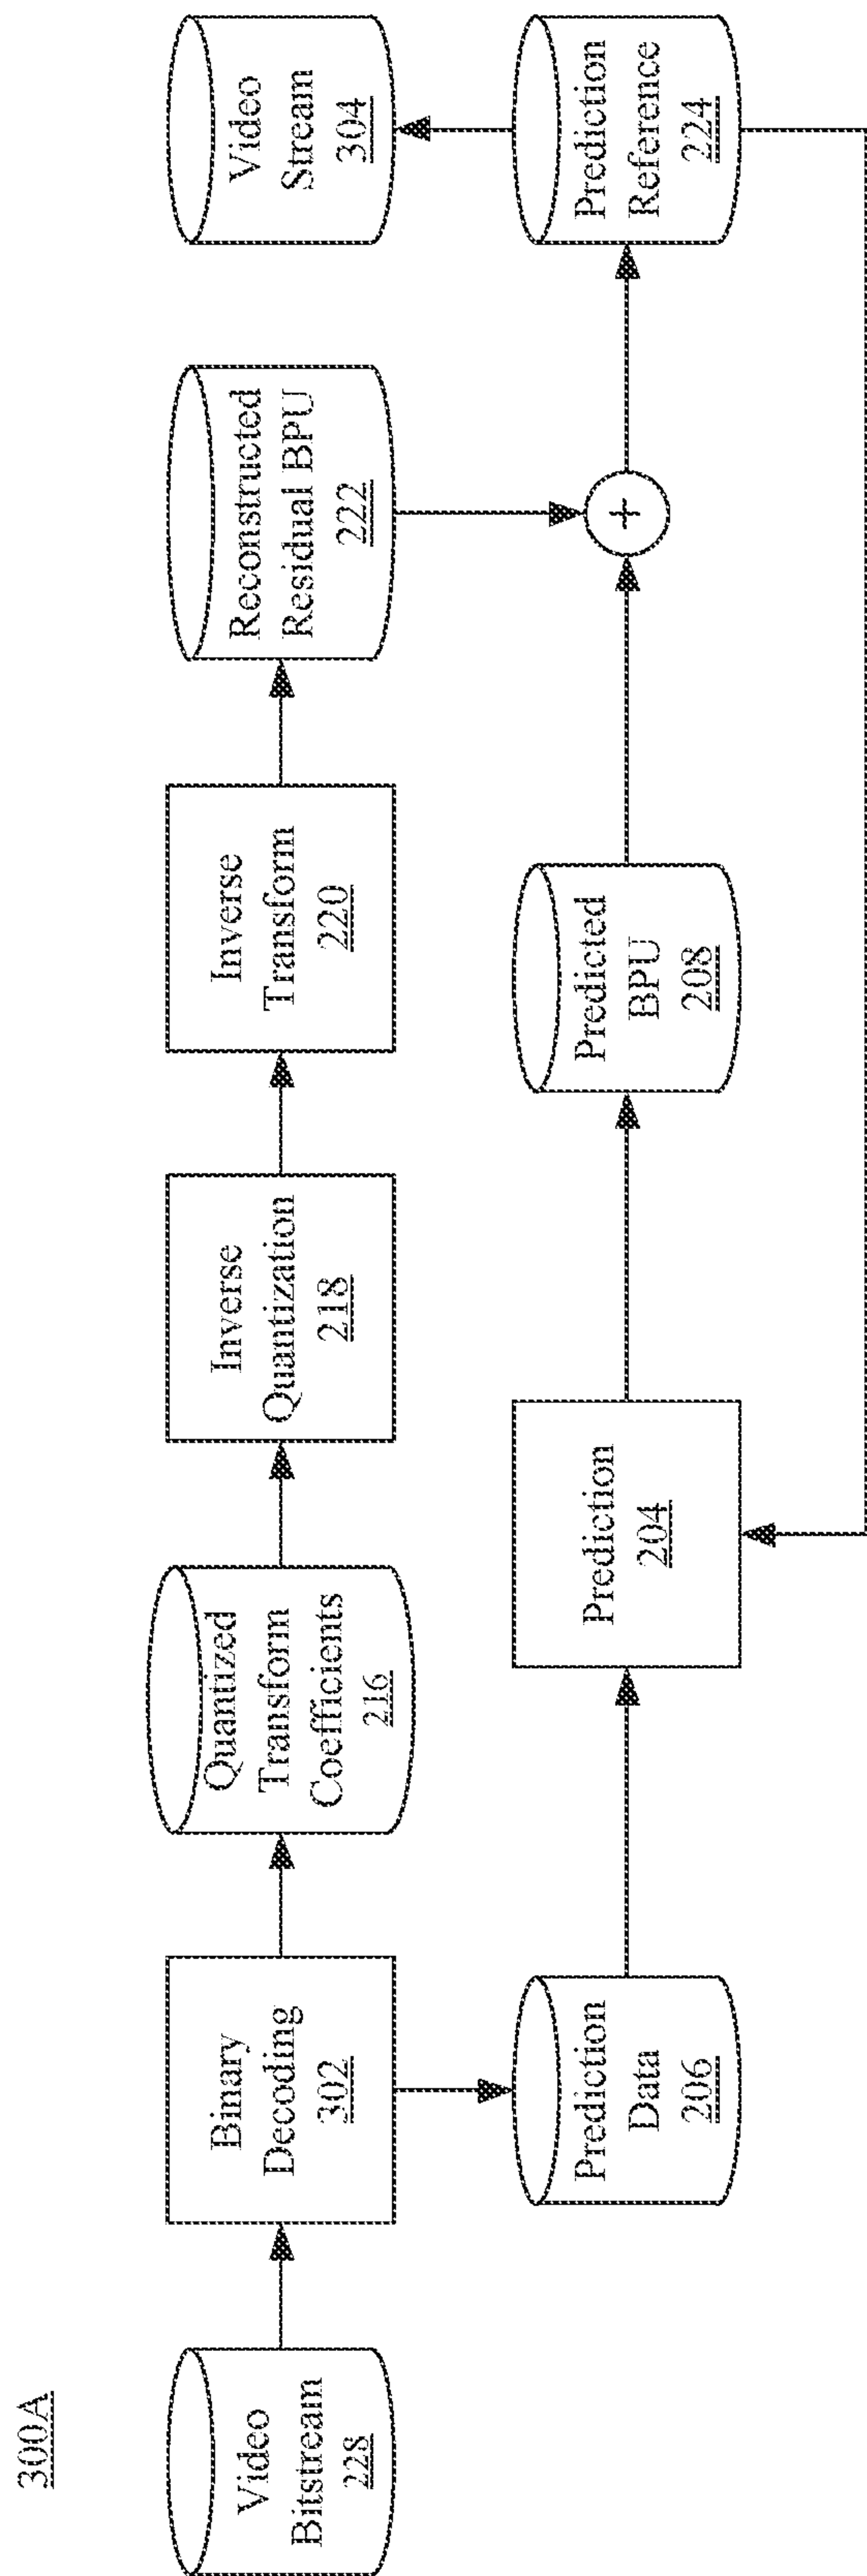 300A
Video
Bitstream
228
Binary
Decoding
302
Quantized
Transform
Coefficients
216
Inverse
Quantization
218
Inverse
Transform
220
Reconstructed
Residual BPU
222
Video
Stream
304
Prediction
Data
206
Prediction
204
Predicted
BPU
208
+
Prediction
Reference
224